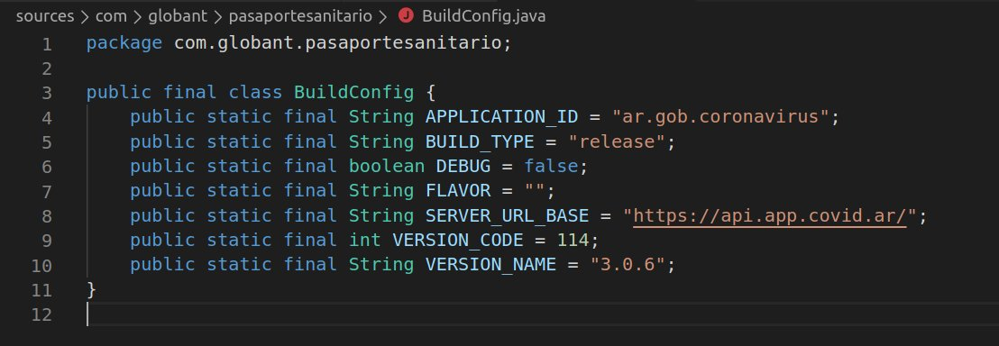 sources > com > globant > pasaportesanitario > J BuildConfig.java
1 package com.globant.pasaportesanitario;
2
3 public final class BuildConfig {
4     public static final String APPLICATION_ID = "ar.gob.coronavirus";
5     public static final String BUILD_TYPE = "release";
6     public static final boolean DEBUG = false;
7     public static final String FLAVOR = "";
8     public static final String SERVER_URL_BASE = "https://api.app.covid.ar/";
9     public static final int VERSION_CODE = 114;
10     public static final String VERSION_NAME = "3.0.6";
11 }
12